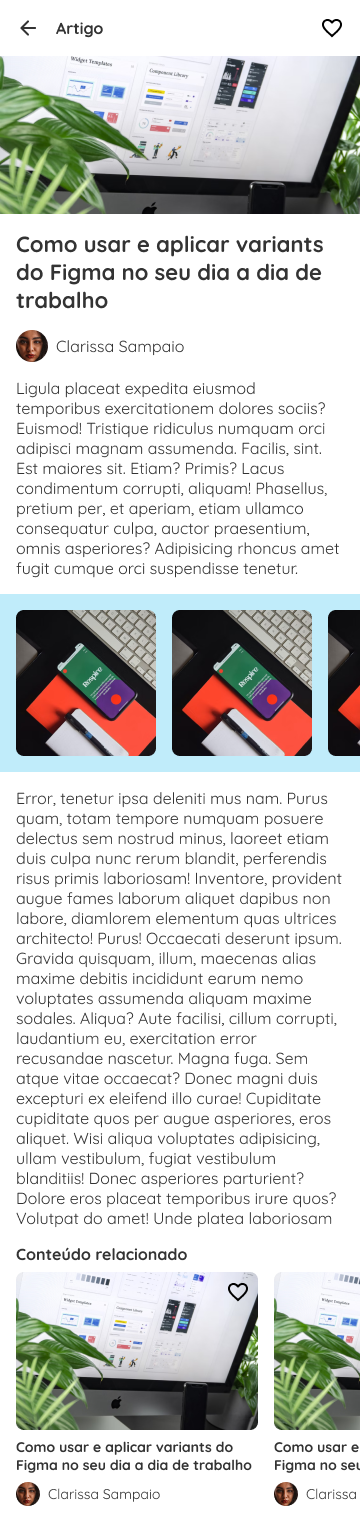 Artigo
Widget Templates
Component Library
Como usar e aplicar variants
do Figma no seu dia a dia de
trabalho
Clarissa Sampaio
Ligula placeat expedita eiusmod
temporibus exercitationem dolores sociis?
Euismod! Tristique ridiculus numquam orci
adipisci magnam assumenda. Facilis, sint.
Est maiores sit. Etiam? Primis? Lacus
condimentum corrupti, aliquam! Phasellus,
pretium per, et aperiam, etiam ullamco
consequatur culpa, auctor praesentium,
omnis asperiores? Adipisicing rhoncus amet
fugit cumque orci suspendisse tenetur.
Respiro
Respiro
Error, tenetur ipsa deleniti mus nam. Purus
quam, totam tempore numquam posuere
delectus sem nostrud minus, laoreet etiam
duis culpa nunc rerum blandit, perferendis
risus primis laboriosam! Inventore, provident
augue fames laborum aliquet dapibus non
labore, diamlorem elementum quas ultrices
architecto! Purus! Occaecati deserunt ipsum.
Gravida quisquam, illum, maecenas alias
maxime debitis incididunt earum nemo
voluptates assumenda aliquam maxime
sodales. Aliqua? Aute facilisi, cillum corrupti,
laudantium eu, exercitation error
recusandae nascetur. Magna fuga. Sem
atque vitae occaecat? Donec magni duis
excepturi ex eleifend illo curae! Cupiditate
cupiditate quos per augue asperiores, eros
aliquet. Wisi aliqua voluptates adipisicing,
ullam vestibulum, fugiat vestibulum
blanditiis! Donec asperiores parturient?
Dolore eros placeat temporibus irure quos?
Volutpat do amet! Unde platea laboriosam
Conteúdo relacionado
Widget Templates
Component Library
Como usar e aplicar variants do
Figma no seu dia a dia de trabalho
Clarissa Sampaio
Como usar e
Figma no seu
Clarissa